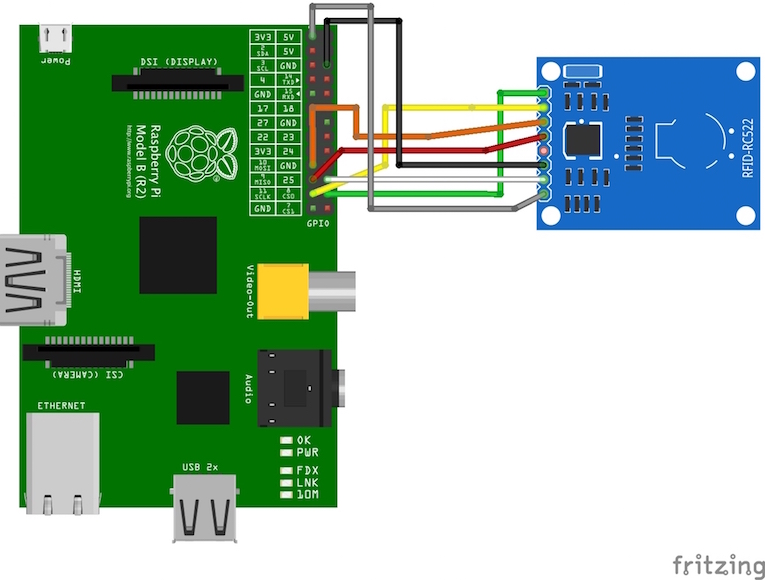 Power
DSI (DISPLAY)
3V3 5V
2 SDA 5V
3 SCL GND
4 14 TXD
GND 15 RXD
17 18
27 GND
22 23
3V3 24
10 MOSI GND
9 MISO 25
11 SCLK 8 CS0
GND 7 CS1
GPIO
Raspberry Pi
Model B (R2)
http://www.raspberrypi.org
RFID-RC522
HDMI
Video-Out
CSI (CAMERA)
Audio
ETHERNET
OK
PWR
FDX
LNK
10M
USB 2x
fritzing